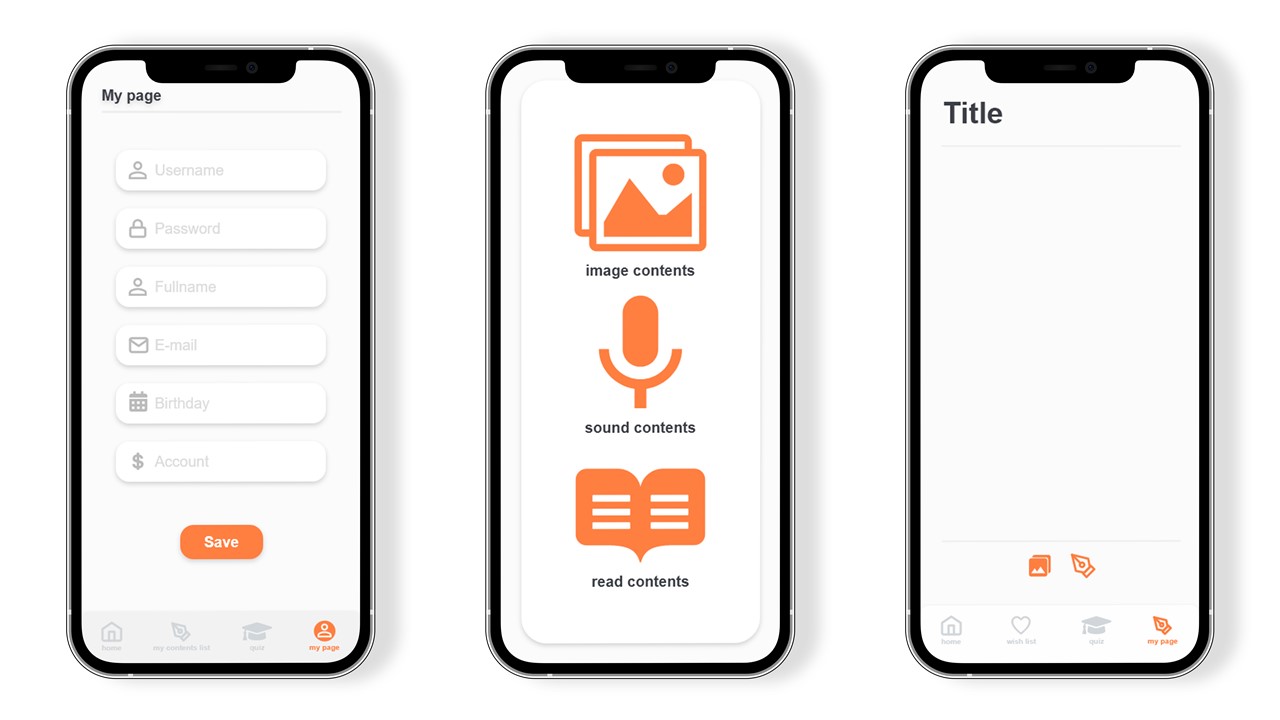 My page
Username
Password
Fullname
E-mail
Birthday
$ Account
Save
home my contents list quiz my page
image contents
sound contents
read contents
Title
home wish list quiz my page